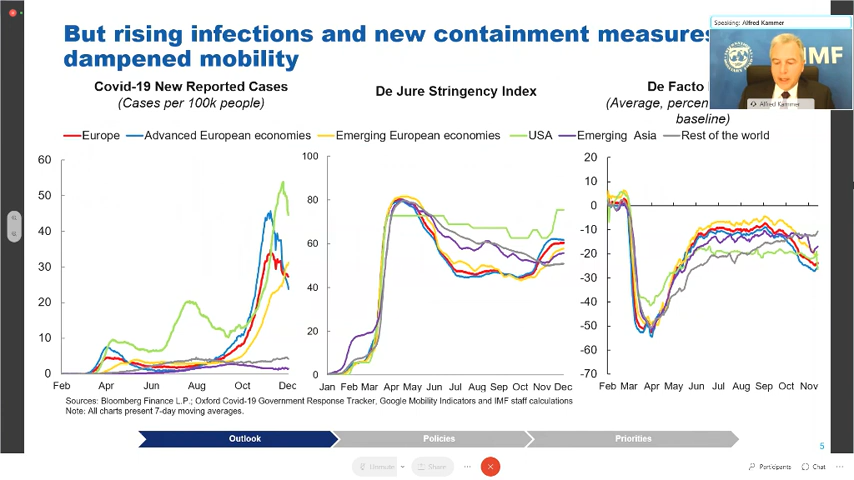 But rising infections and new containment measures
dampened mobility
Speaking: Alfred Kammer
IMF
Alfred Kammer
Covid-19 New Reported Cases
(Cases per 100k people)
De Jure Stringency Index
De Facto
(Average, percen
baseline)
Europe Advanced European economies Emerging European economies USA Emerging Asia Rest of the world
60
50
40
30
20
10
0
Feb Apr Jun Aug Oct Dec
100
80
60
40
20
0
Jan Feb Mar Apr May Jun Jul Aug Sep Oct Nov Dec
20
10
0
-10
-20
-30
-40
-50
-60
-70
Feb Mar Apr May Jun Jul Aug Sep Oct Nov
Sources: Bloomberg Finance L.P.; Oxford Covid-19 Government Response Tracker, Google Mobility Indicators and IMF staff calculations
Note: All charts present 7-day moving averages.
Outlook Policies Priorities
5
Unmute Share Participants Chat